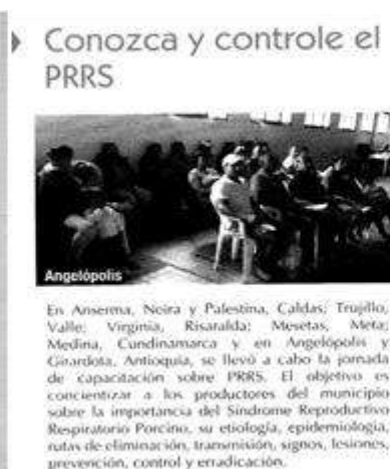 Conozca y controle el
PRRS
Angelópolis
En Anserma, Neira y Palestina, Caldas; Trujillo,
Valle; Virginia, Risaralda; Mesetas, Meta;
Medina, Cundinamarca y en Angelópolis y
Girardota, Antioquia, se llevó a cabo la jornada
de capacitación sobre PRRS. El objetivo es
concientizar a los productores del municipio
sobre la importancia del Síndrome Reproductivo
Respiratorio Porcino, su etiología, epidemiología,
rutas de eliminación, transmisión, signos, lesiones,
prevención, control y erradicación.